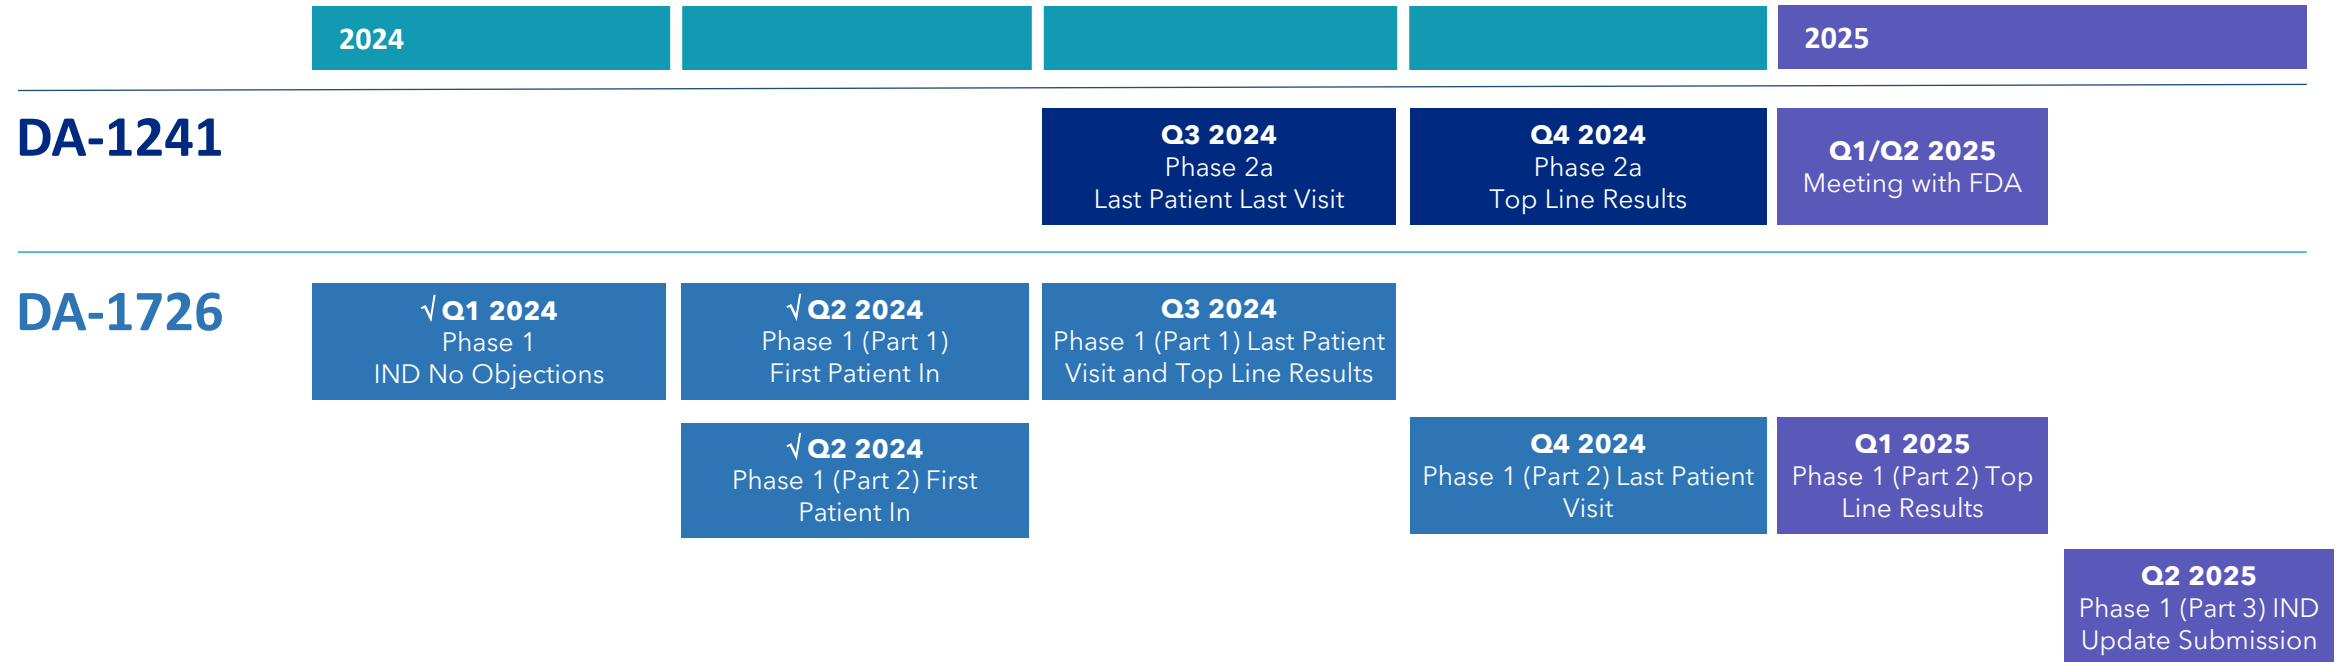 2024
2025
DA-1241
Q3 2024
Phase 2a
Last Patient Last Visit
Q4 2024
Phase 2a
Top Line Results
Q1/Q2 2025
Meeting with FDA
DA-1726
√ Q1 2024
Phase 1
IND No Objections
√ Q2 2024
Phase 1 (Part 1)
First Patient In
Q3 2024
Phase 1 (Part 1) Last Patient
Visit and Top Line Results
√ Q2 2024
Phase 1 (Part 2) First
Patient In
Q4 2024
Phase 1 (Part 2) Last Patient
Visit
Q1 2025
Phase 1 (Part 2) Top
Line Results
Q2 2025
Phase 1 (Part 3) IND
Update Submission